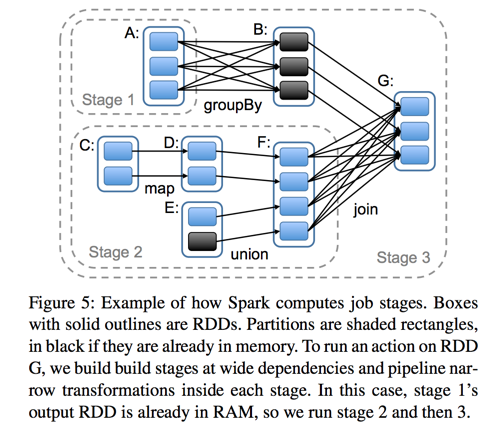 A:
B:
G:
Stage 1
groupBy
C:
D:
F:
map
E:
join
Stage 2
union
Stage 3
Figure 5: Example of how Spark computes job stages. Boxes
with solid outlines are RDDs. Partitions are shaded rectangles,
in black if they are already in memory. To run an action on RDD
G, we build build stages at wide dependencies and pipeline nar-
row transformations inside each stage. In this case, stage 1’s
output RDD is already in RAM, so we run stage 2 and then 3.